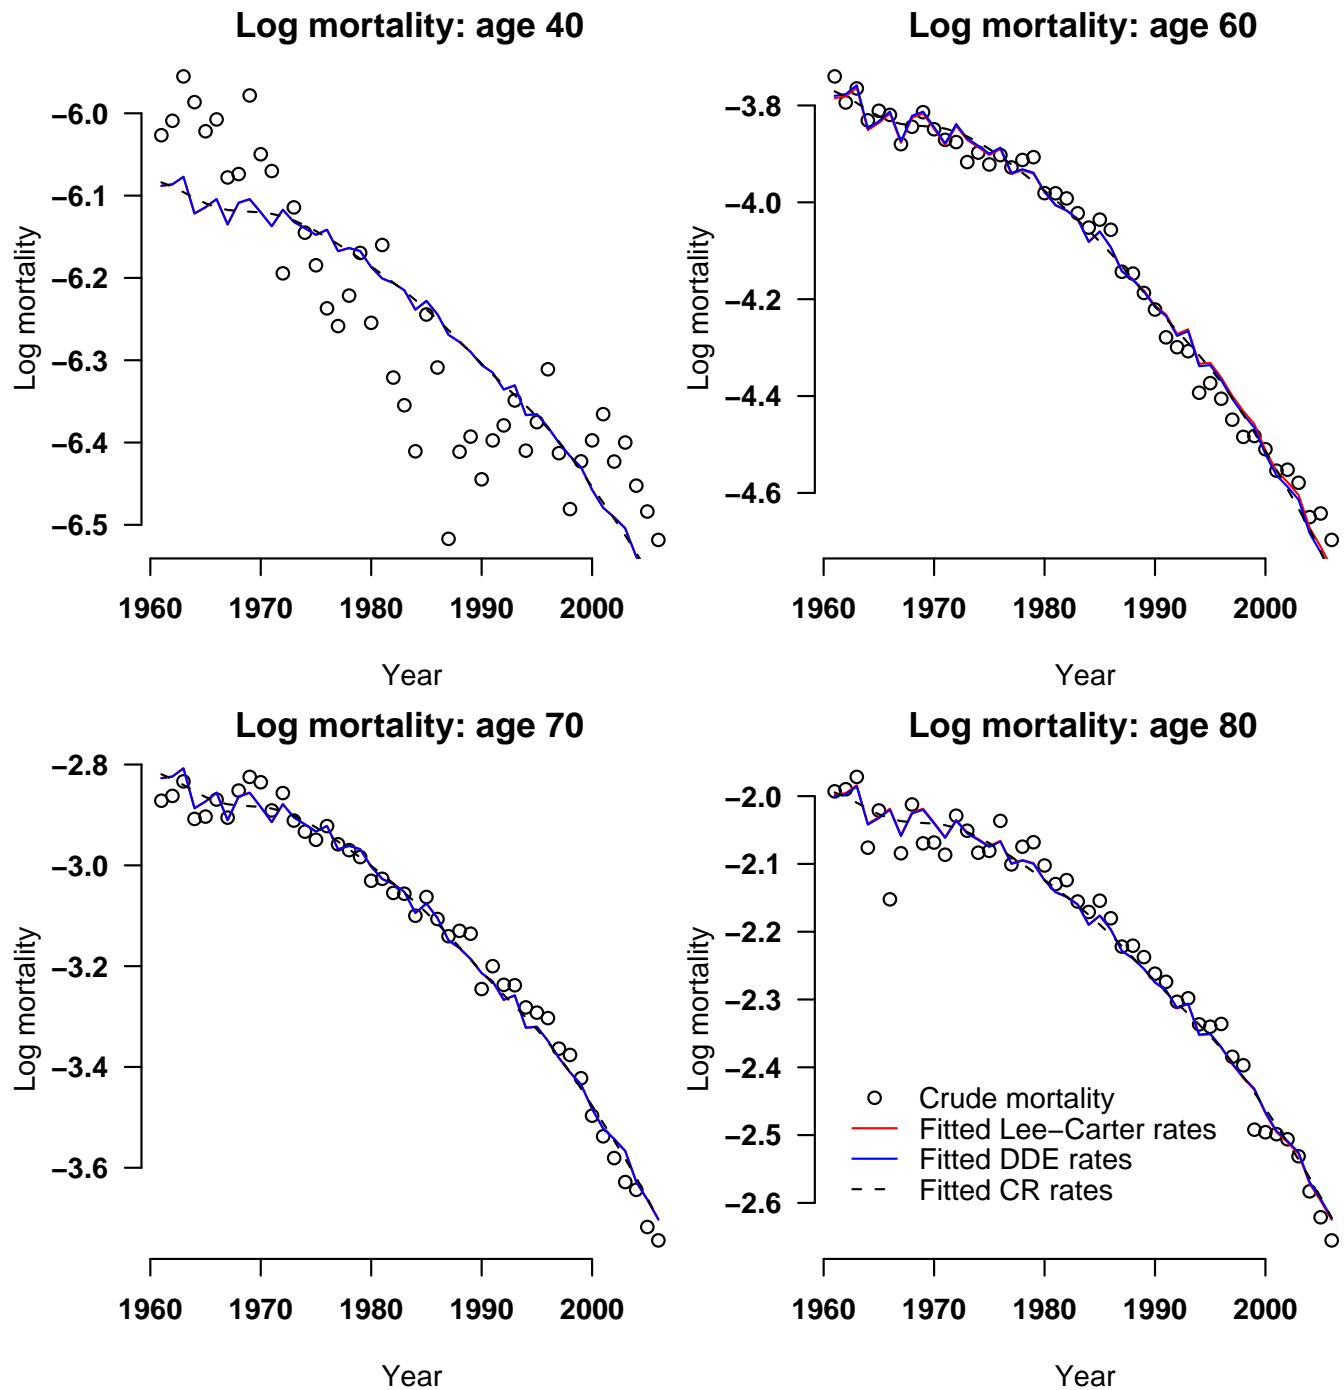 Log mortality: age 40
Log mortality
−6.0
−6.1
−6.2
−6.3
−6.4
−6.5
1960 1970 1980 1990 2000
Year
Log mortality: age 60
Log mortality
−3.8
−4.0
−4.2
−4.4
−4.6
1960 1970 1980 1990 2000
Year
Log mortality: age 70
Log mortality
−2.8
−3.0
−3.2
−3.4
−3.6
1960 1970 1980 1990 2000
Year
Log mortality: age 80
Log mortality
−2.0
−2.1
−2.2
−2.3
−2.4
−2.5
−2.6
Crude mortality
Fitted Lee−Carter rates
Fitted DDE rates
Fitted CR rates
1960 1970 1980 1990 2000
Year